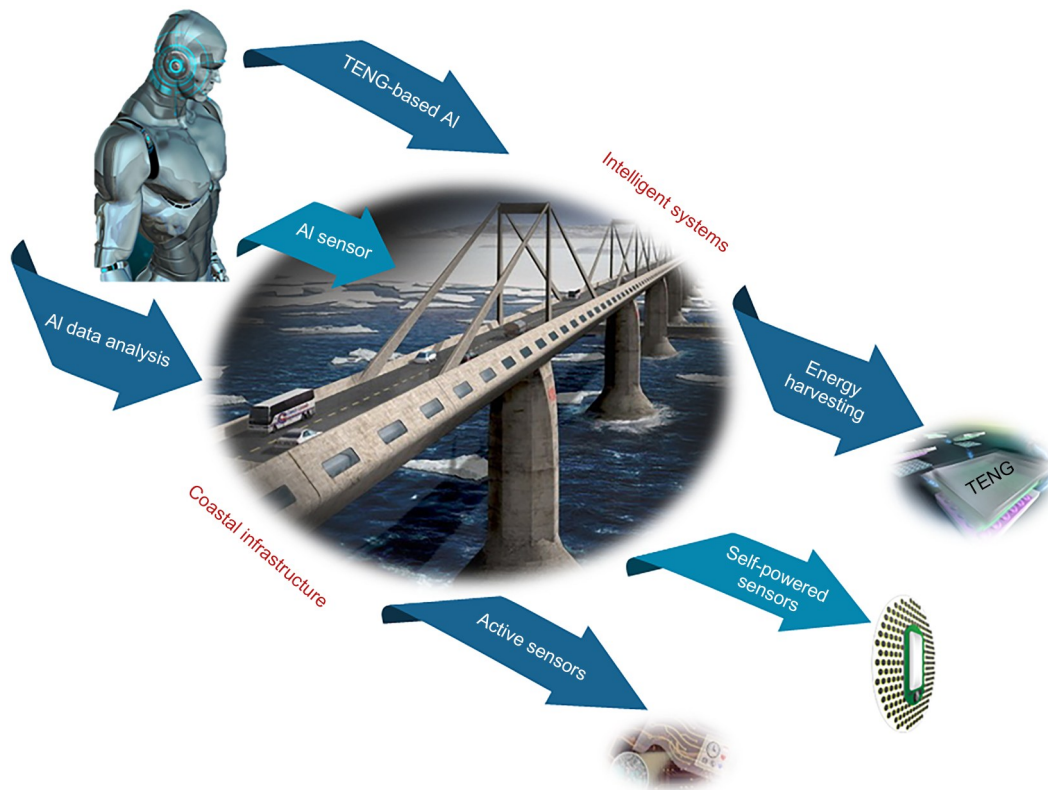 TENG-based AI
Intelligent systems
AI sensor
AI data analysis
Energy
harvesting
TENG
Coastal infrastructure
Self-powered
sensors
Active sensors